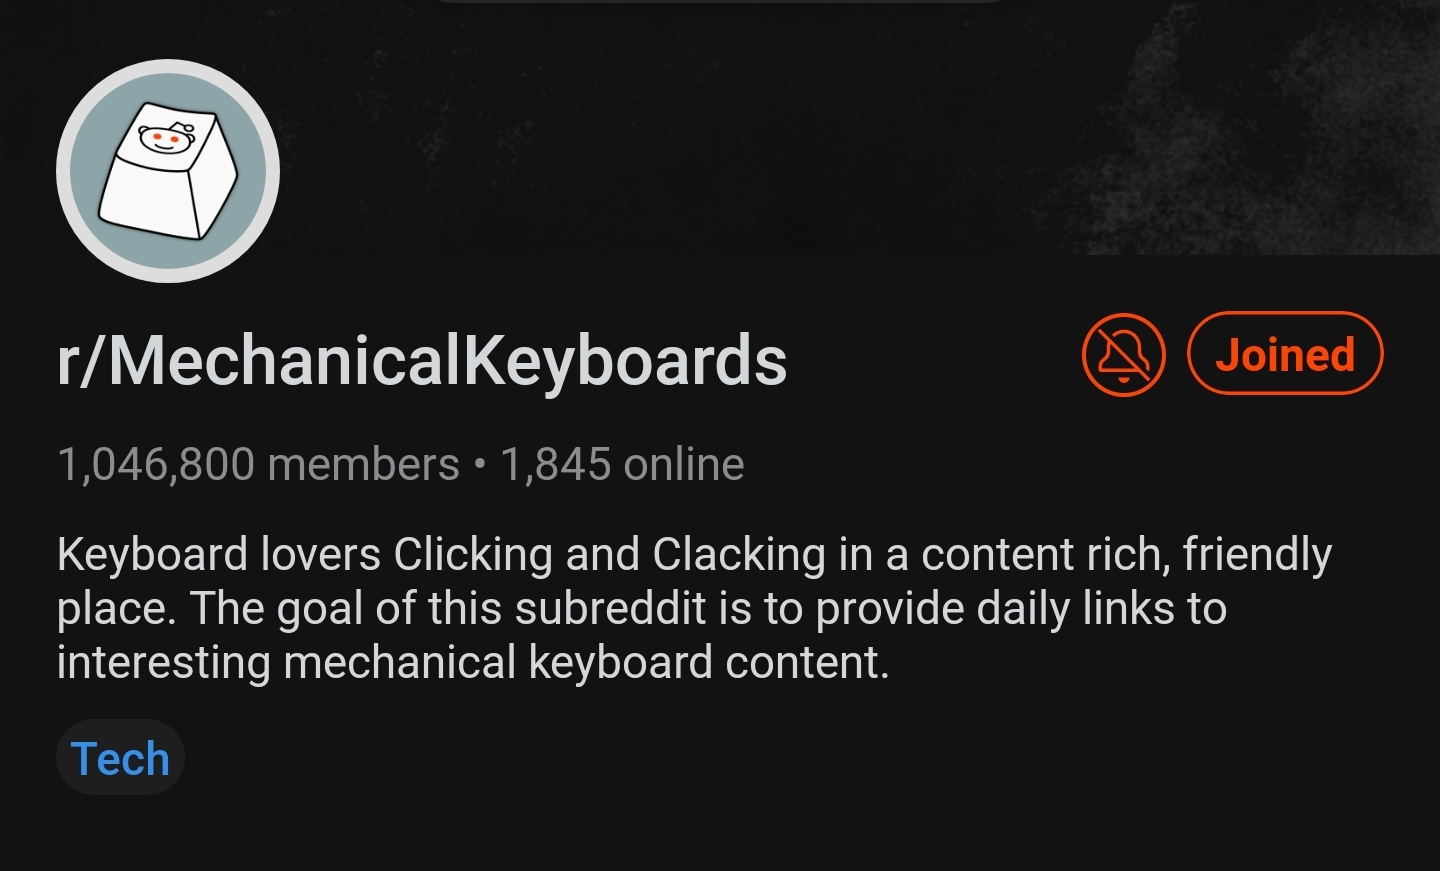 r/MechanicalKeyboards
Joined
1,046,800 members • 1,845 online
Keyboard lovers Clicking and Clacking in a content rich, friendly
place. The goal of this subreddit is to provide daily links to
interesting mechanical keyboard content.
Tech